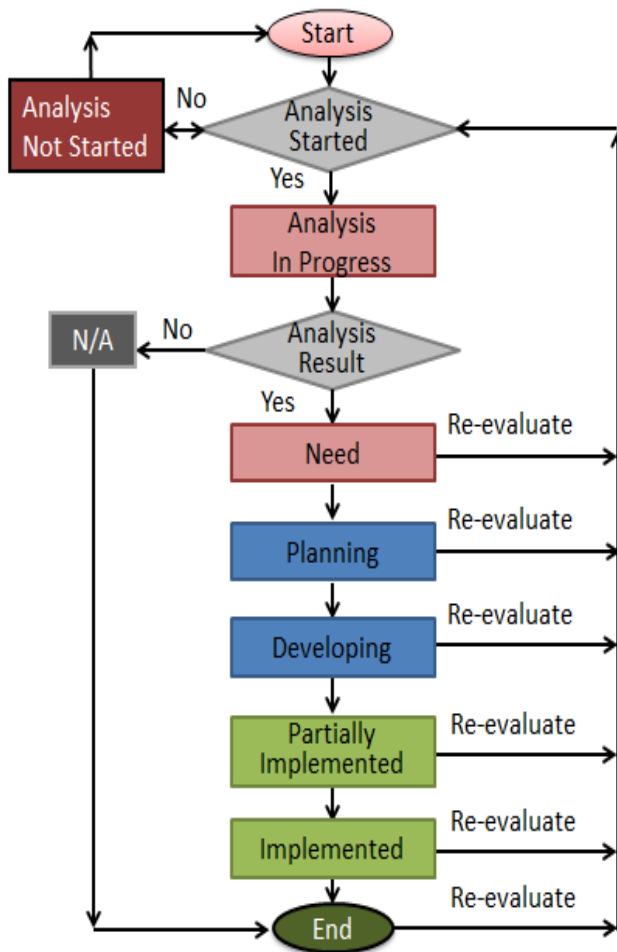 Start
Analysis
Not Started
No
Analysis
Started
Yes
Analysis
In Progress
N/A
No
Analysis
Result
Yes
Re-evaluate
Need
Re-evaluate
Planning
Re-evaluate
Developing
Re-evaluate
Partially
Implemented
Re-evaluate
Implemented
Re-evaluate
End